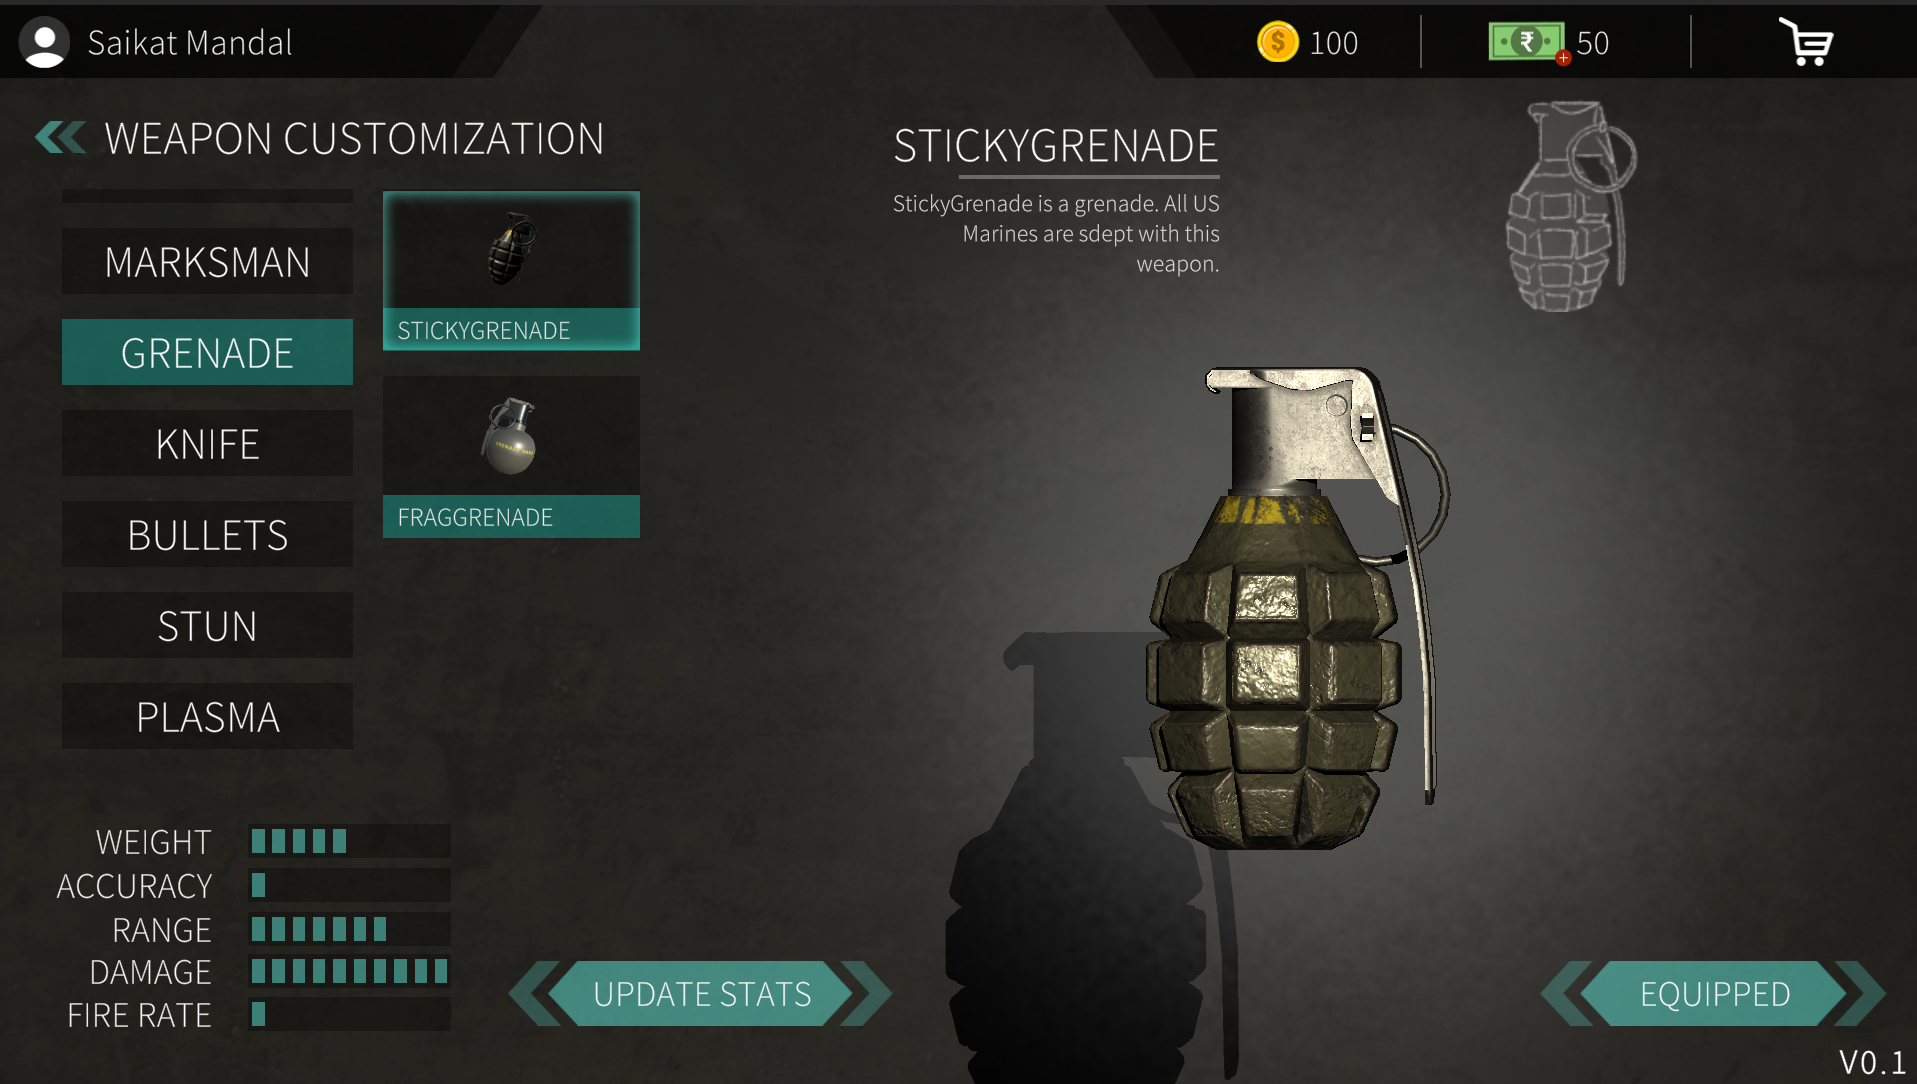 Saikat Mandal
100
50
WEAPON CUSTOMIZATION
MARKSMAN
GRENADE
KNIFE
BULLETS
STUN
PLASMA
STICKYGRENADE
FRAGGRENADE
STICKYGRENADE
StickyGrenade is a grenade. All US
Marines are sdept with this
weapon.
WEIGHT
ACCURACY
RANGE
DAMAGE
FIRE RATE
UPDATE STATS
EQUIPPED
V0.1